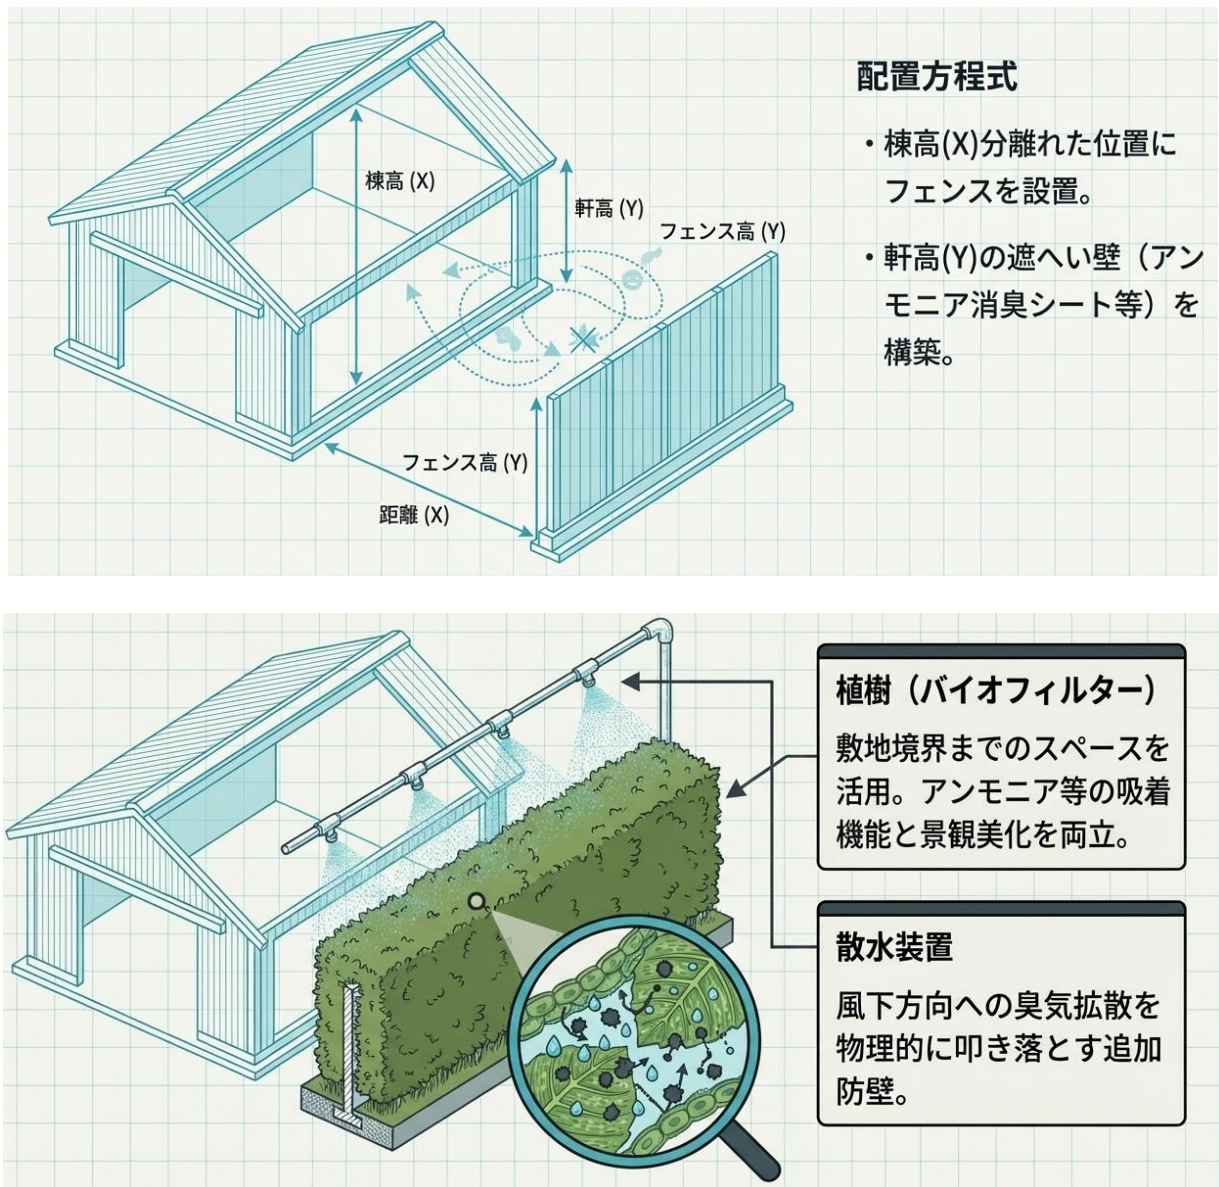 棟高 (X)
軒高 (Y)
フェンス高 (Y)
フェンス高 (Y)
距離 (X)
配置方程式
・棟高(X)分離れた位置に
フェンスを設置。
・軒高(Y)の遮へい壁（アン
モニア消臭シート等）を
構築。
植樹（バイオフィルター）
敷地境界までのスペースを
活用。アンモニア等の吸着
機能と景観美化を両立。
散水装置
風下方向への臭気拡散を
物理的に叩き落とす追加
防壁。